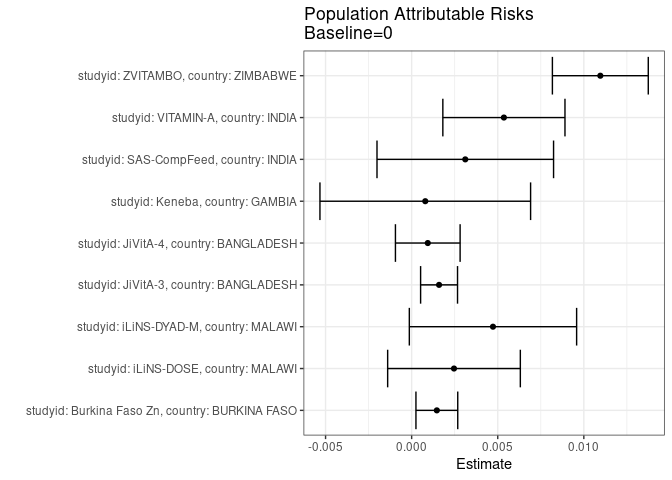 Population Attributable Risks
Baseline=0
studyid: ZVITAMBO, country: ZIMBABWE
studyid: VITAMIN-A, country: INDIA
studyid: SAS-CompFeed, country: INDIA
studyid: Keneba, country: GAMBIA
studyid: JiVitA-4, country: BANGLADESH
studyid: JiVitA-3, country: BANGLADESH
studyid: iLiNS-DYAD-M, country: MALAWI
studyid: iLiNS-DOSE, country: MALAWI
studyid: Burkina Faso Zn, country: BURKINA FASO
-0.005 0.000 0.005 0.010
Estimate